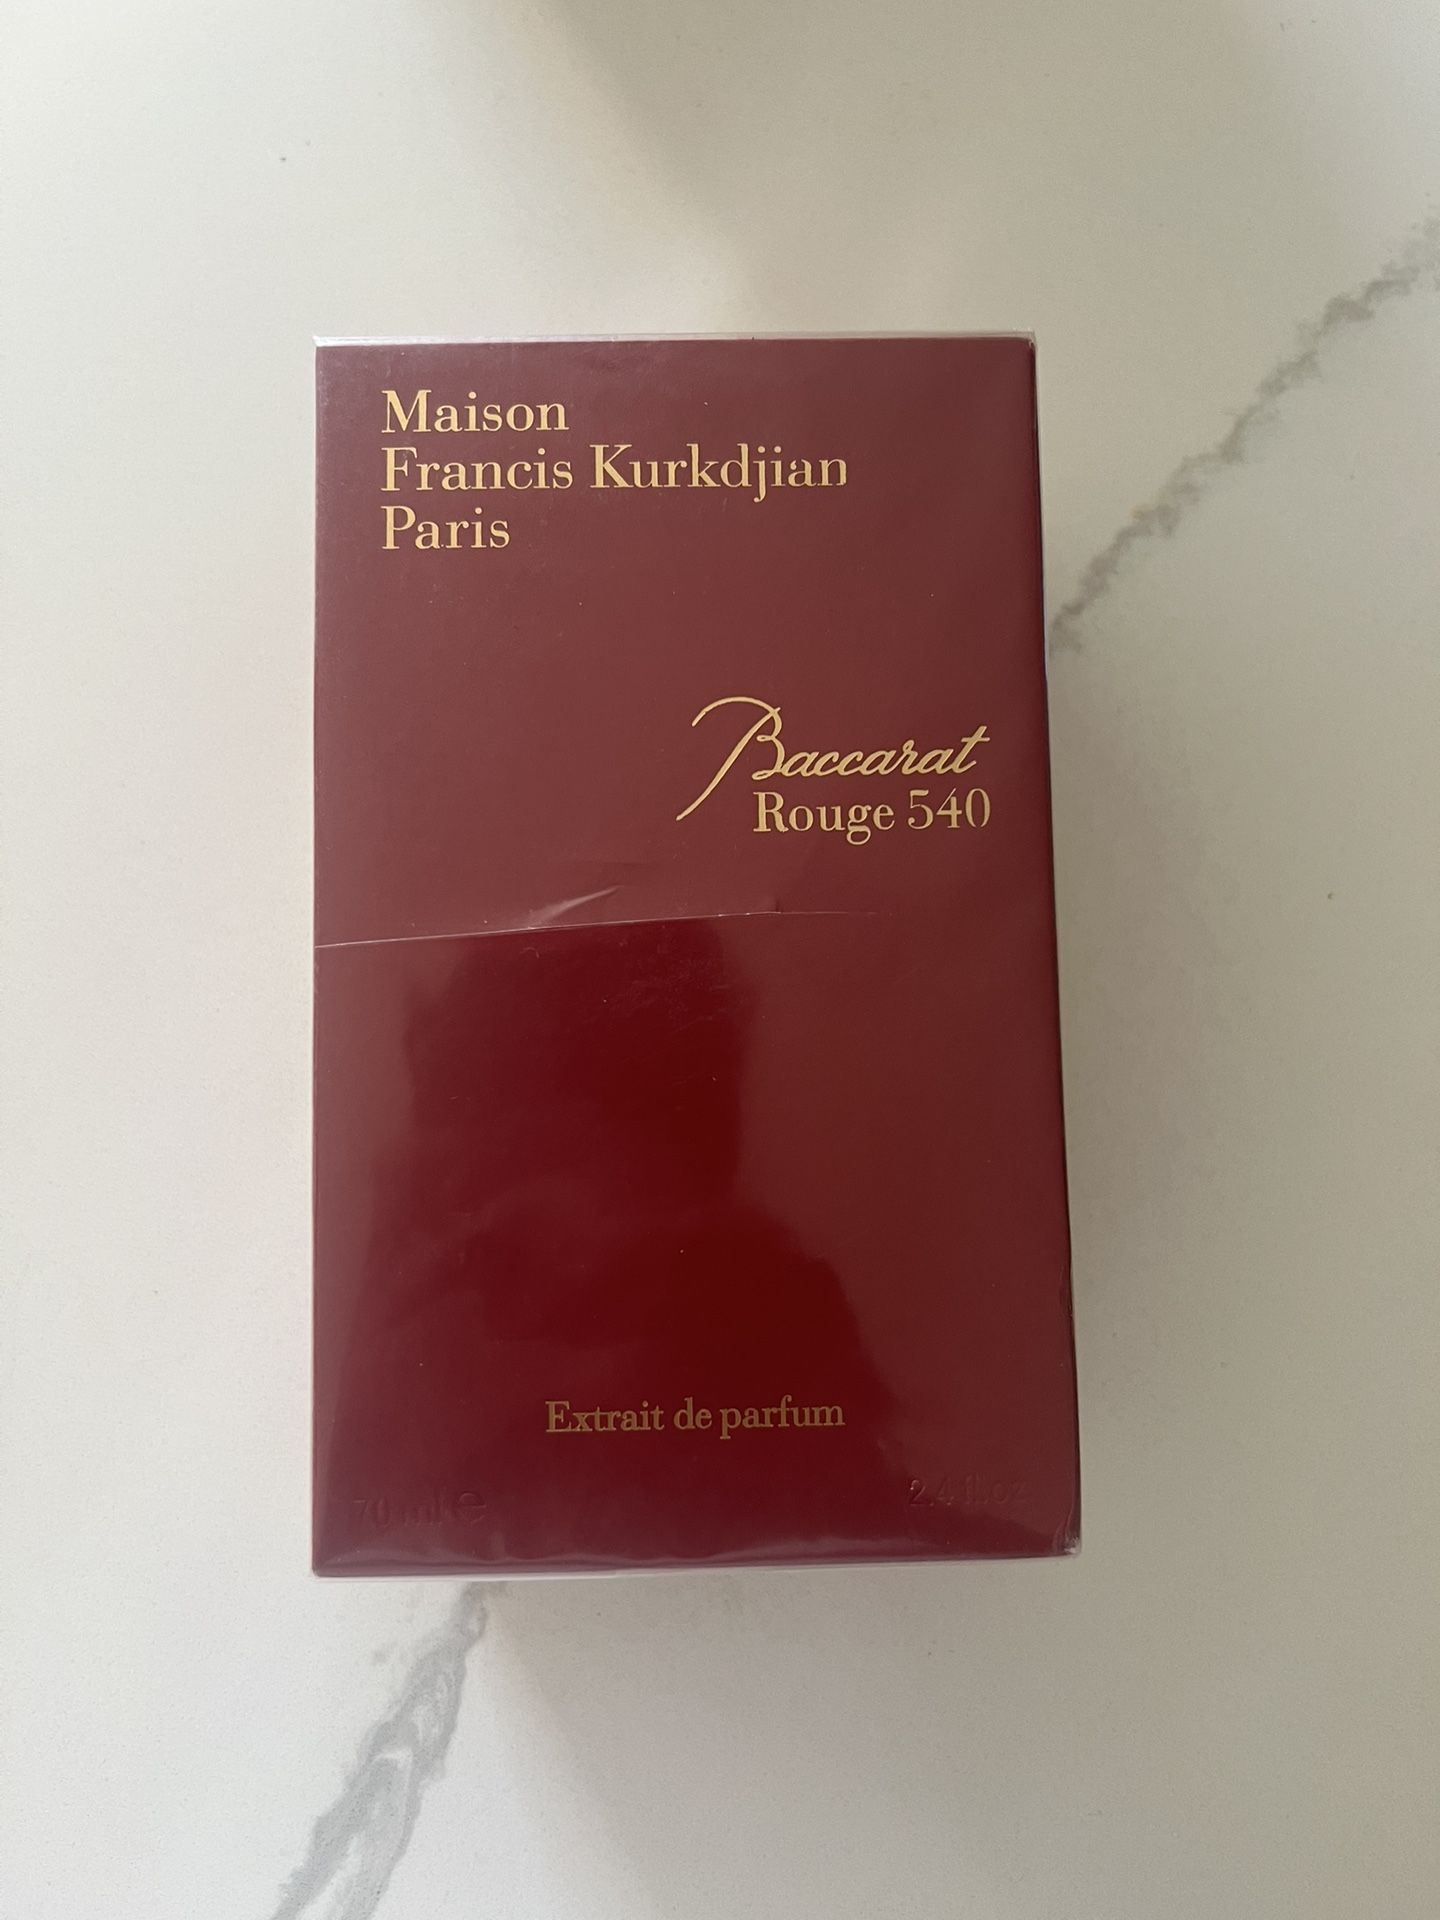 Maison
Francis Kurkdjian
Paris
Baccarat
Rouge 540
Extrait de parfum
70 ml ℮ 2.4 fl.oz